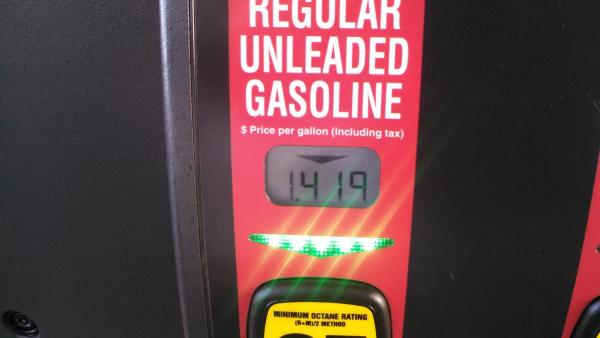 REGULAR
UNLEADED
GASOLINE
$ Price per gallon (including tax)
1.419
MINIMUM OCTANE RATING
(R+M)/2 METHOD